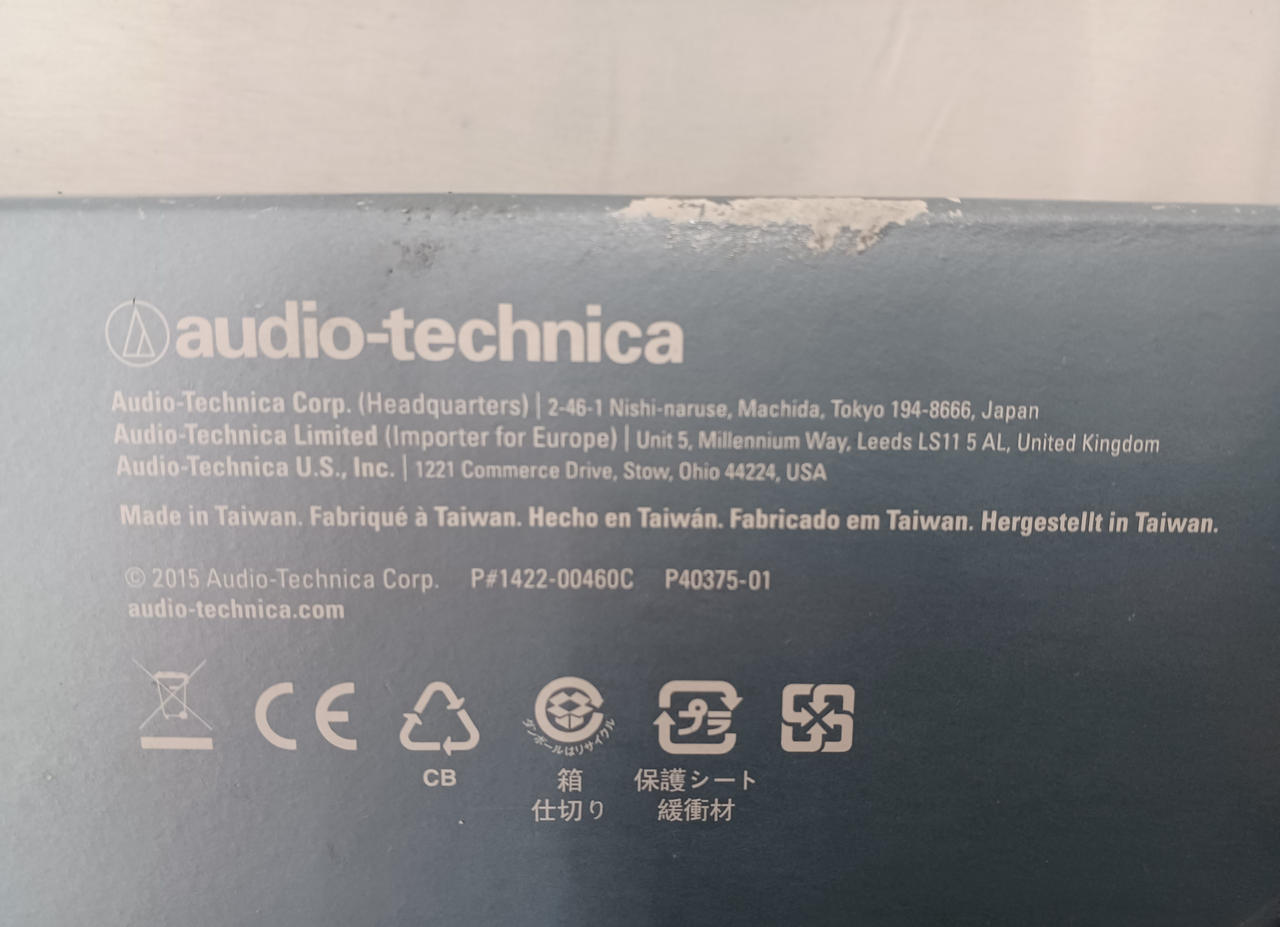 audio-technica
Audio-Technica Corp. (Headquarters) | 2-46-1 Nishi-naruse, Machida, Tokyo 194-8666, Japan
Audio-Technica Limited (Importer for Europe) | Unit 5, Millennium Way, Leeds LS11 5 AL, United Kingdom
Audio-Technica U.S., Inc. | 1221 Commerce Drive, Stow, Ohio 44224, USA
Made in Taiwan. Fabriqué à Taiwan. Hecho en Taiwán. Fabricado em Taiwan. Hergestellt in Taiwan.
© 2015 Audio-Technica Corp. P#1422-00460C P40375-01
audio-technica.com
CE
プラ
ダンボールはリサイクル
CB
箱 保護シート
仕切り 緩衝材